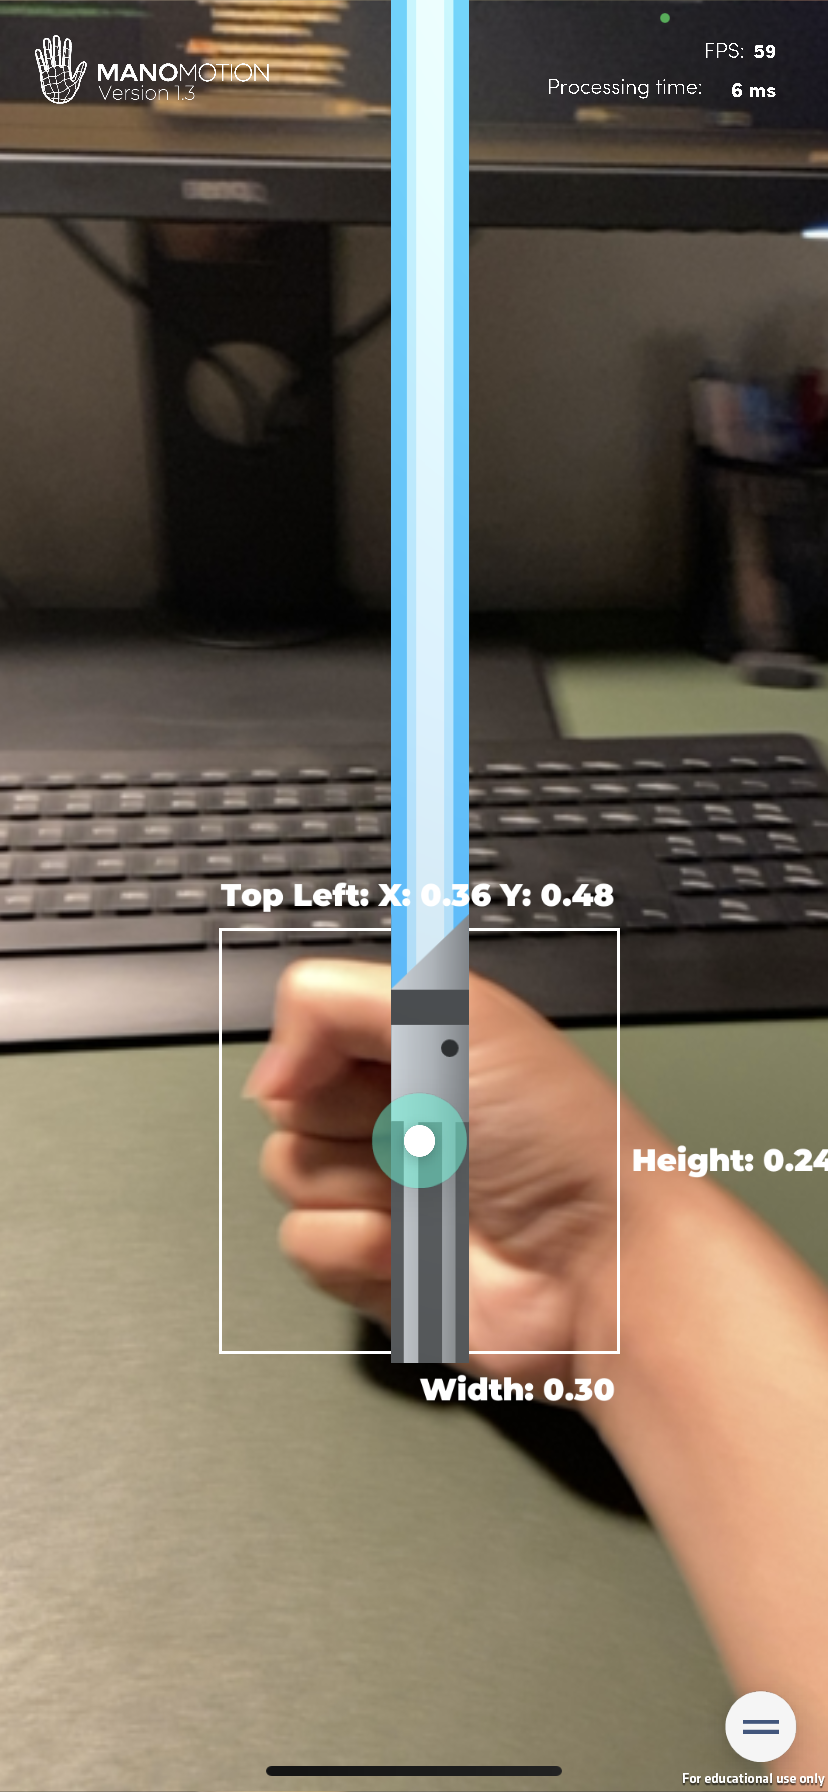 MANOMOTION
Version 1.3
FPS: 59
Processing time: 6 ms
Top Left: X: 0.36 Y: 0.48
Height: 0.24
Width: 0.30
For educational use only